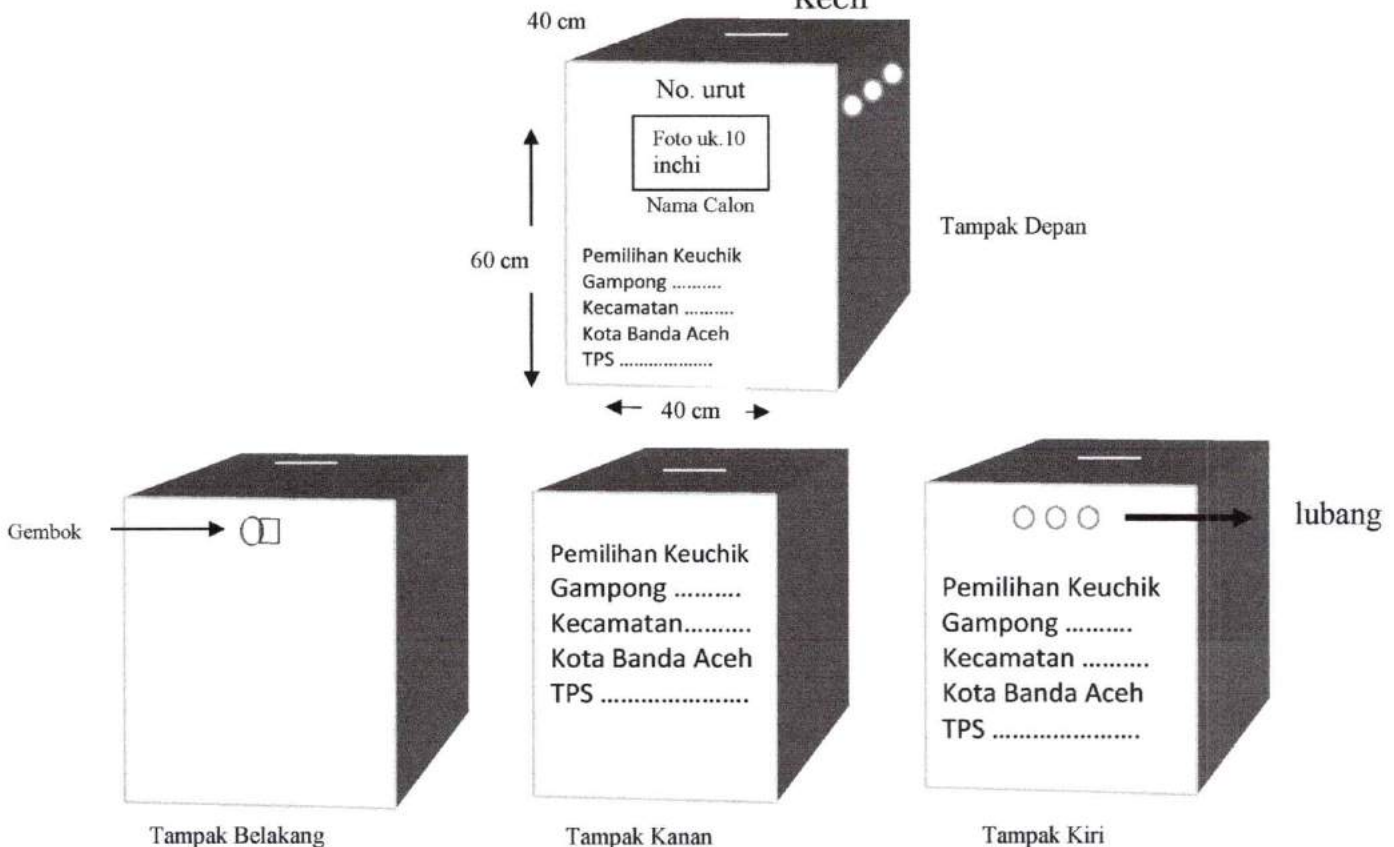 Kecil
40 cm
No. urut
Foto uk.10
inchi
Nama Calon
60 cm
Pemilihan Keuchik
Gampong ..........
Kecamatan ..........
Kota Banda Aceh
TPS ...................
Tampak Depan
40 cm
Gembok
Tampak Belakang
Pemilihan Keuchik
Gampong ..........
Kecamatan..........
Kota Banda Aceh
TPS ......................
Tampak Kanan
lubang
Pemilihan Keuchik
Gampong ..........
Kecamatan ..........
Kota Banda Aceh
TPS ......................
Tampak Kiri